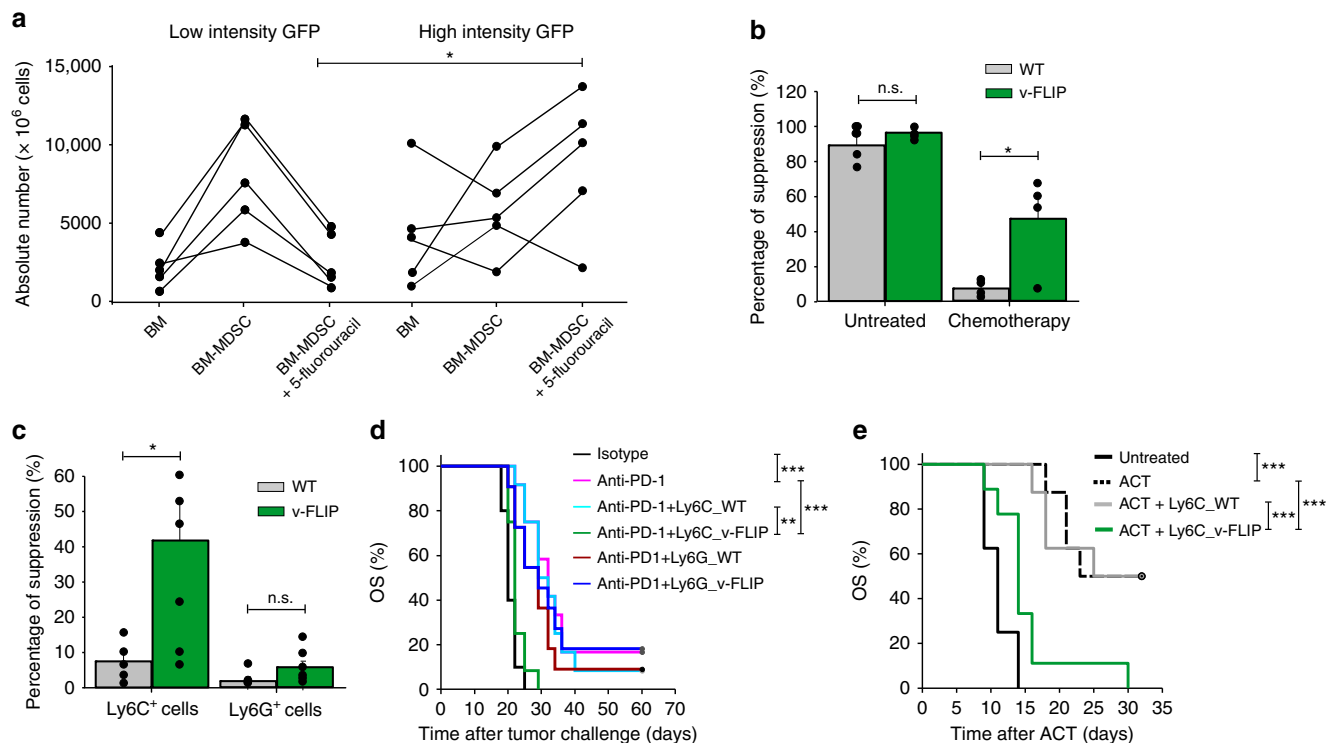 a
Low intensity GFP
High intensity GFP
*
15,000
10,000
5000
0
Absolute number (× 10⁶ cells)
BM
BM-MDSC
BM-MDSC
+ 5-fluorouracil
BM
BM-MDSC
BM-MDSC
+ 5-fluorouracil
b
WT
v-FLIP
n.s.
*
120
100
80
60
40
20
0
Percentage of suppression (%)
Untreated
Chemotherapy
c
*
n.s.
WT
v-FLIP
60
50
40
30
20
10
0
Percentage of suppression (%)
Ly6C⁺ cells
Ly6G⁺ cells
d
Isotype
Anti-PD-1
Anti-PD-1+Ly6C_WT
Anti-PD-1+Ly6C_v-FLIP
Anti-PD1+Ly6G_WT
Anti-PD1+Ly6G_v-FLIP
***
**
***
100
80
60
40
20
0
OS (%)
0 10 20 30 40 50 60 70
Time after tumor challenge (days)
e
Untreated
ACT
ACT + Ly6C_WT
ACT + Ly6C_v-FLIP
***
***
***
100
80
60
40
20
0
OS (%)
0 5 10 15 20 25 30 35
Time after ACT (days)